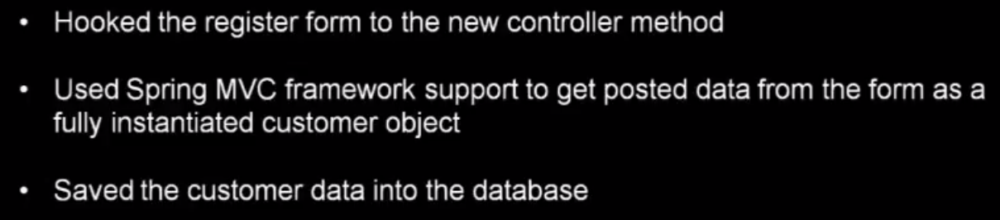 • Hooked the register form to the new controller method
• Used Spring MVC framework support to get posted data from the form as a
fully instantiated customer object
• Saved the customer data into the database